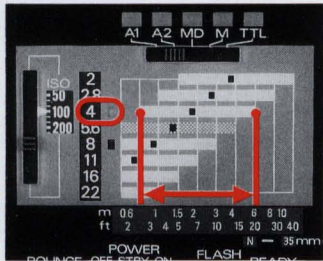 A1 A2 MD M TTL
ISO
50
100
200
2
2.8
4
5.6
8
11
16
22
m 0.6 1 1.5 2 3 4 6 8 10
ft 2 3 4 5 7 10 15 20 30 40
N — 35mm
POWER FLASH
BOUNCE OFF STBY ON READY